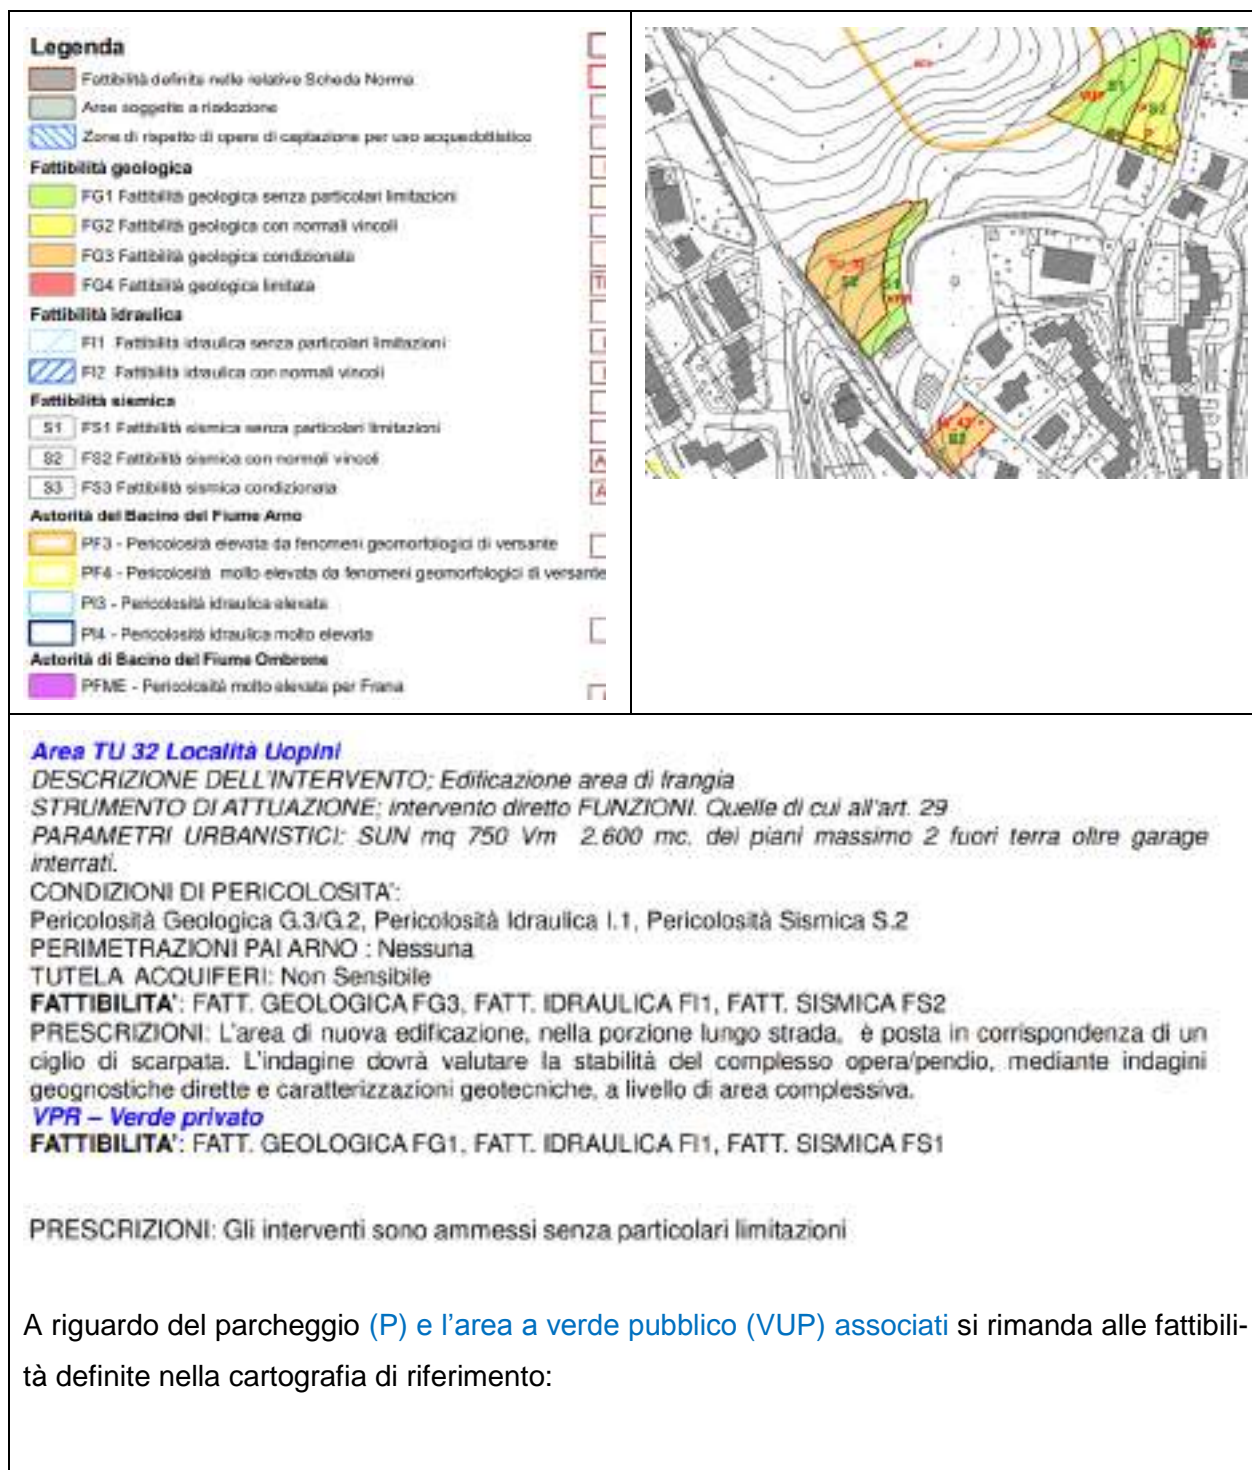 Legenda
Fattibilità definite nelle relative Scheda Norma
Aree soggette a riadozione
Zone di rispetto di opere di captazione per uso acquedottistico
Fattibilità geologica
FG1 Fattibilità geologica senza particolari limitazioni
FG2 Fattibilità geologica con normali vincoli
FG3 Fattibilità geologica condizionata
FG4 Fattibilità geologica limitata
Fattibilità idraulica
FI1 Fattibilità idraulica senza particolari limitazioni
FI2 Fattibilità idraulica con normali vincoli
Fattibilità sismica
S1 FS1 Fattibilità sismica senza particolari limitazioni
S2 FS2 Fattibilità sismica con normali vincoli
S3 FS3 Fattibilità sismica condizionata
Autorità del Bacino del Fiume Arno
PF3 - Pericolosità elevata da fenomeni geomorfologici di versante
PF4 - Pericolosità molto elevata da fenomeni geomorfologici di versante
PI3 - Pericolosità idraulica elevata
PI4 - Pericolosità idraulica molto elevata
Autorità di Bacino del Fiume Ombrone
PFME - Pericolosità molto elevata per Frana
S1
VUP
S2
P
S2
S1
VPR
S2
Area TU 32 Località Uopini
DESCRIZIONE DELL'INTERVENTO; Edificazione area di frangia
STRUMENTO DI ATTUAZIONE; intervento diretto FUNZIONI. Quelle di cui all'art. 29
PARAMETRI URBANISTICI: SUN mq 750 Vm 2.600 mc. dei piani massimo 2 fuori terra oltre garage
interrati.
CONDIZIONI DI PERICOLOSITA':
Pericolosità Geologica G.3/G.2, Pericolosità Idraulica I.1, Pericolosità Sismica S.2
PERIMETRAZIONI PAI ARNO : Nessuna
TUTELA ACQUIFERI: Non Sensibile
FATTIBILITA': FATT. GEOLOGICA FG3, FATT. IDRAULICA FI1, FATT. SISMICA FS2
PRESCRIZIONI: L'area di nuova edificazione, nella porzione lungo strada, è posta in corrispondenza di un
ciglio di scarpata. L'indagine dovrà valutare la stabilità del complesso opera/pendio, mediante indagini
geognostiche dirette e caratterizzazioni geotecniche, a livello di area complessiva.
VPR – Verde privato
FATTIBILITA': FATT. GEOLOGICA FG1, FATT. IDRAULICA FI1, FATT. SISMICA FS1
PRESCRIZIONI: Gli interventi sono ammessi senza particolari limitazioni
A riguardo del parcheggio (P) e l’area a verde pubblico (VUP) associati si rimanda alle fattibili-
tà definite nella cartografia di riferimento: